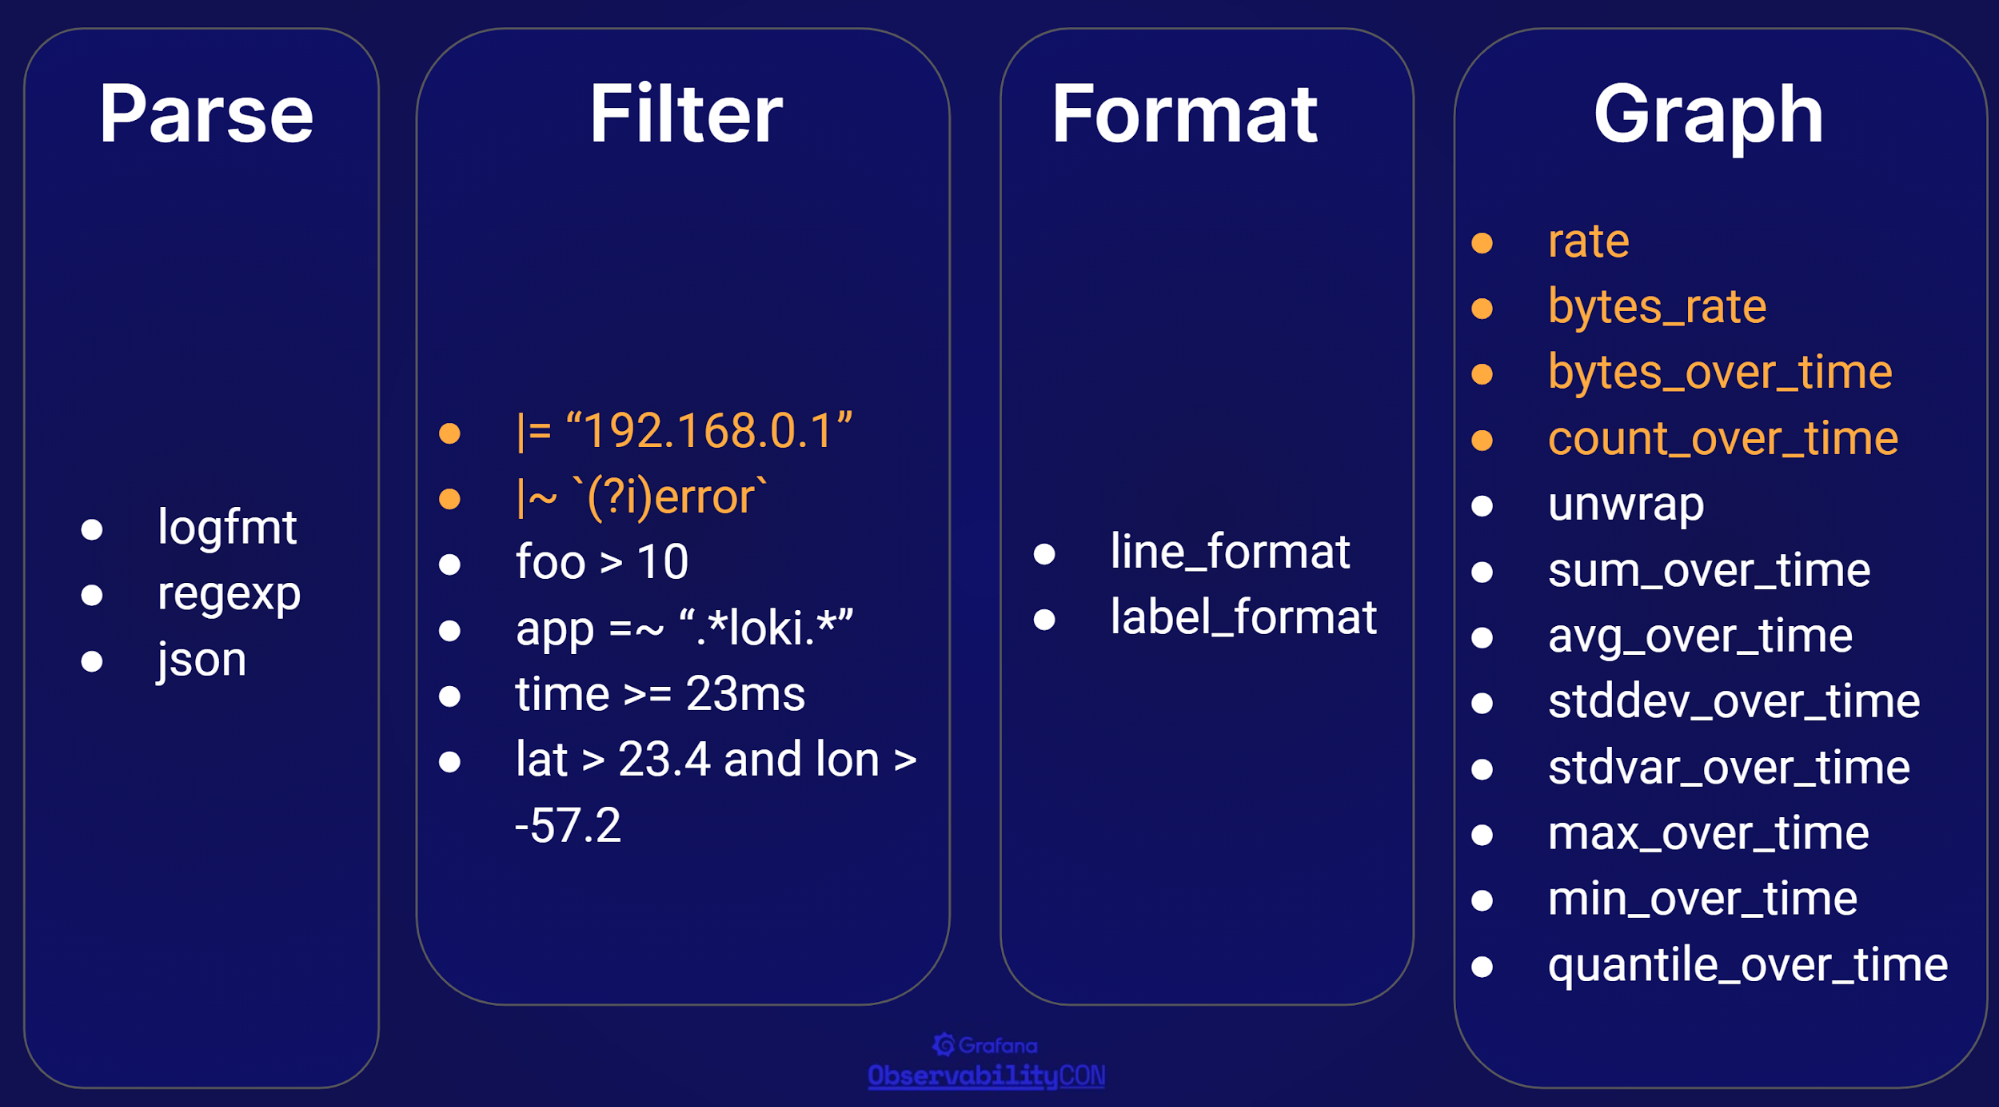 Parse
• logfmt
• regexp
• json
Filter
• |= “192.168.0.1”
• |~ `(?i)error`
• foo > 10
• app =~ “.*loki.*”
• time >= 23ms
• lat > 23.4 and lon >
-57.2
Format
• line_format
• label_format
Graph
• rate
• bytes_rate
• bytes_over_time
• count_over_time
• unwrap
• sum_over_time
• avg_over_time
• stddev_over_time
• stdvar_over_time
• max_over_time
• min_over_time
• quantile_over_time
Grafana
ObservabilityCON